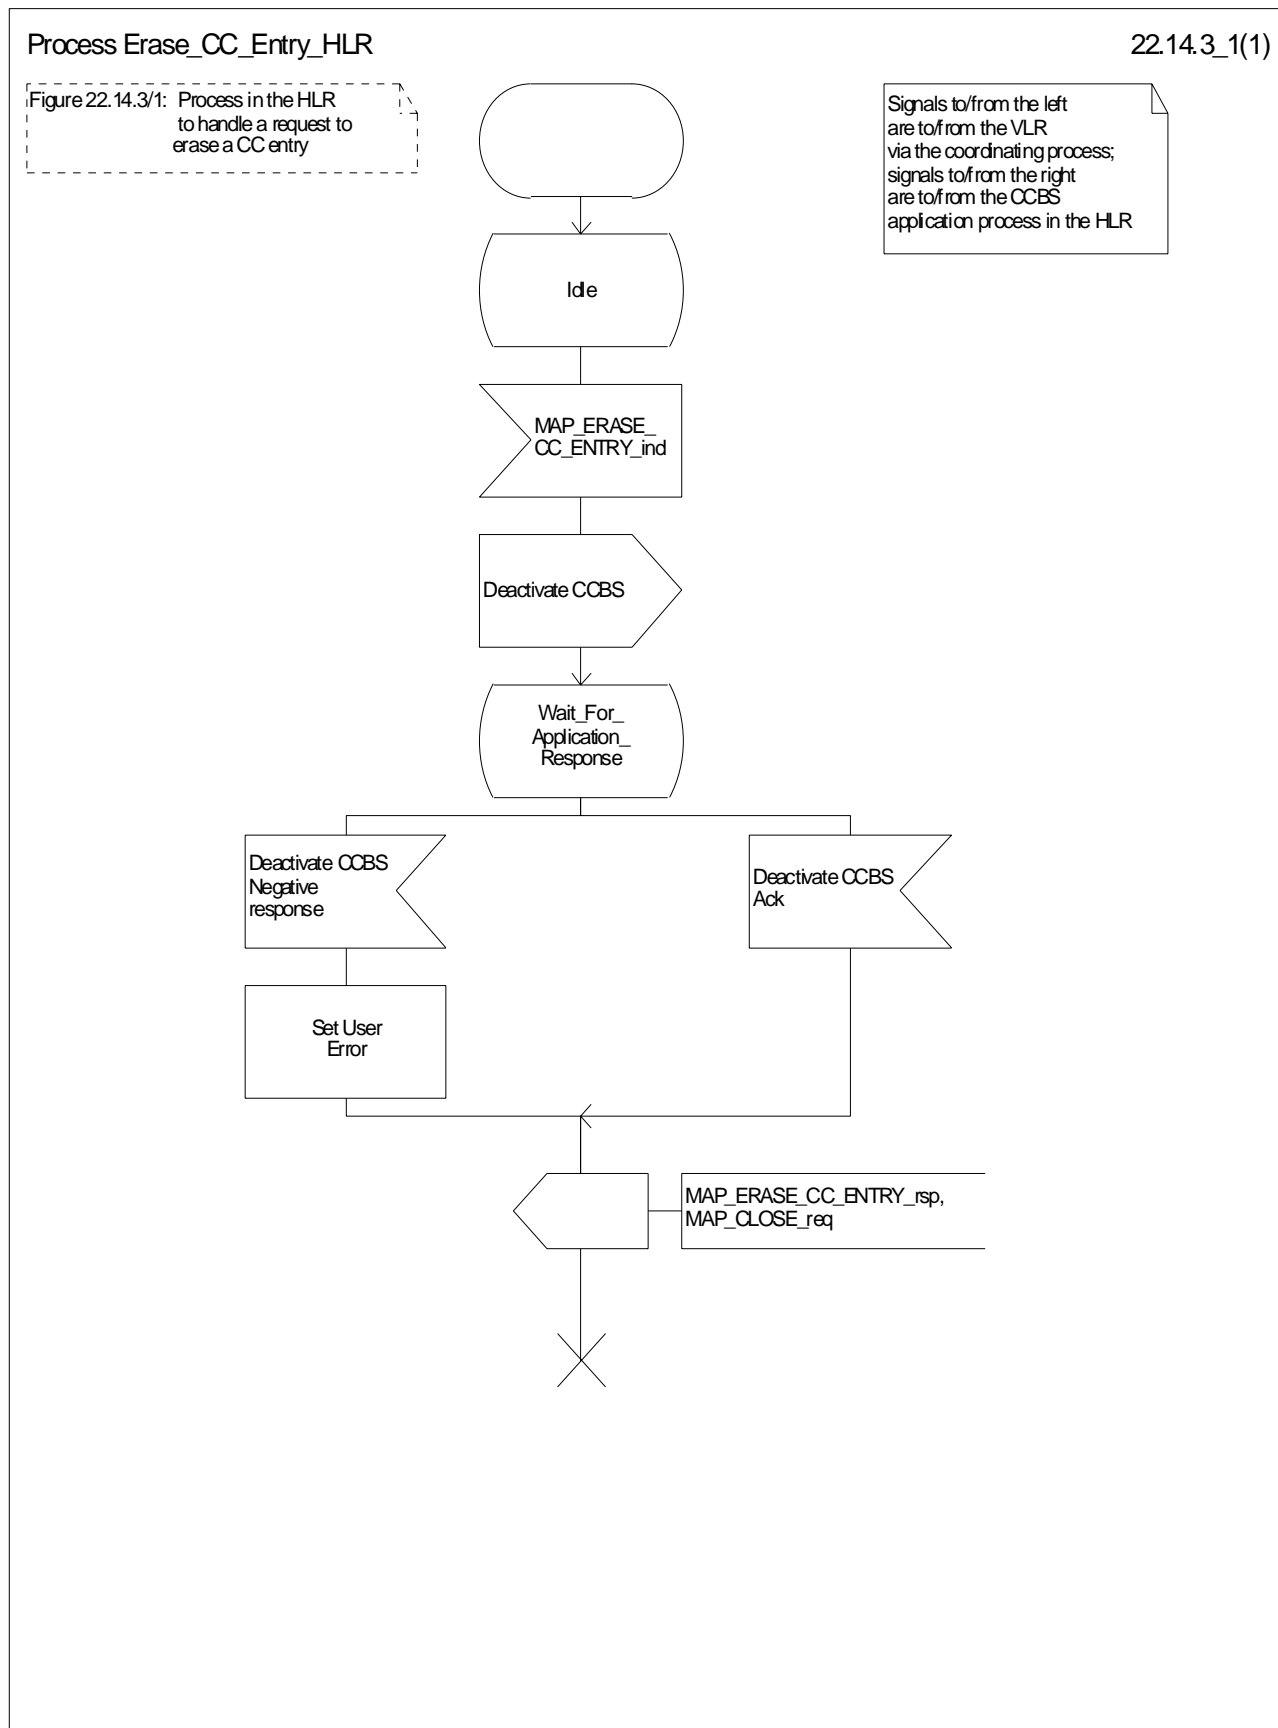 Process Erase_CC_Entry_HLR
22.14.3_1(1)
Figure 22.14.3/1: Process in the HLR
to handle a request to
erase a CC entry
Signals to/from the left
are to/from the VLR
via the coordinating process;
signals to/from the right
are to/from the CCBS
application process in the HLR
Idle
MAP_ERASE_
CC_ENTRY_ind
Deactivate CCBS
Wait_For_
Application_
Response
Deactivate CCBS
Negative
response
Deactivate CCBS
Ack
Set User
Error
MAP_ERASE_CC_ENTRY_rsp,
MAP_CLOSE_req